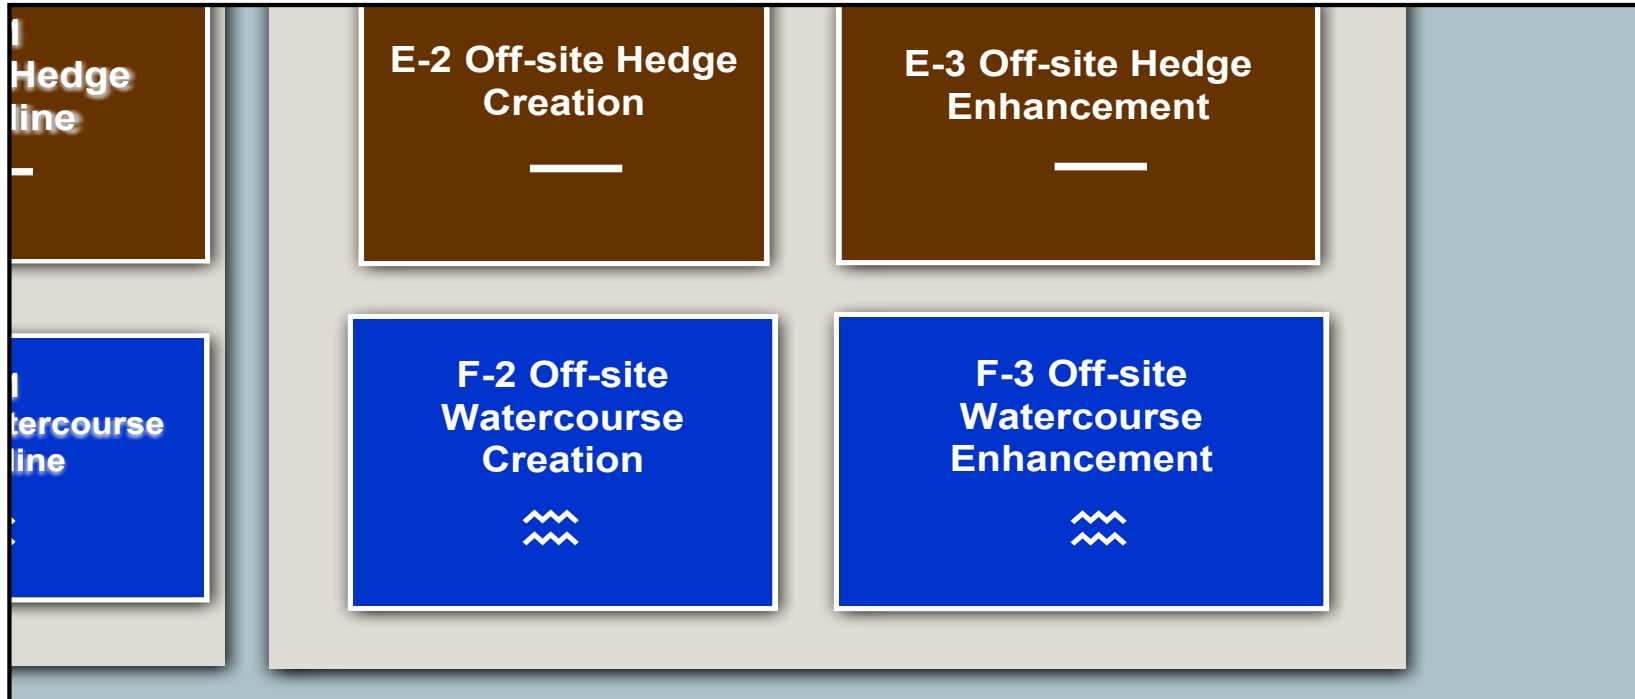 Hedge
line
E-2 Off-site Hedge
Creation
E-3 Off-site Hedge
Enhancement
tercourse
line
F-2 Off-site
Watercourse
Creation
F-3 Off-site
Watercourse
Enhancement